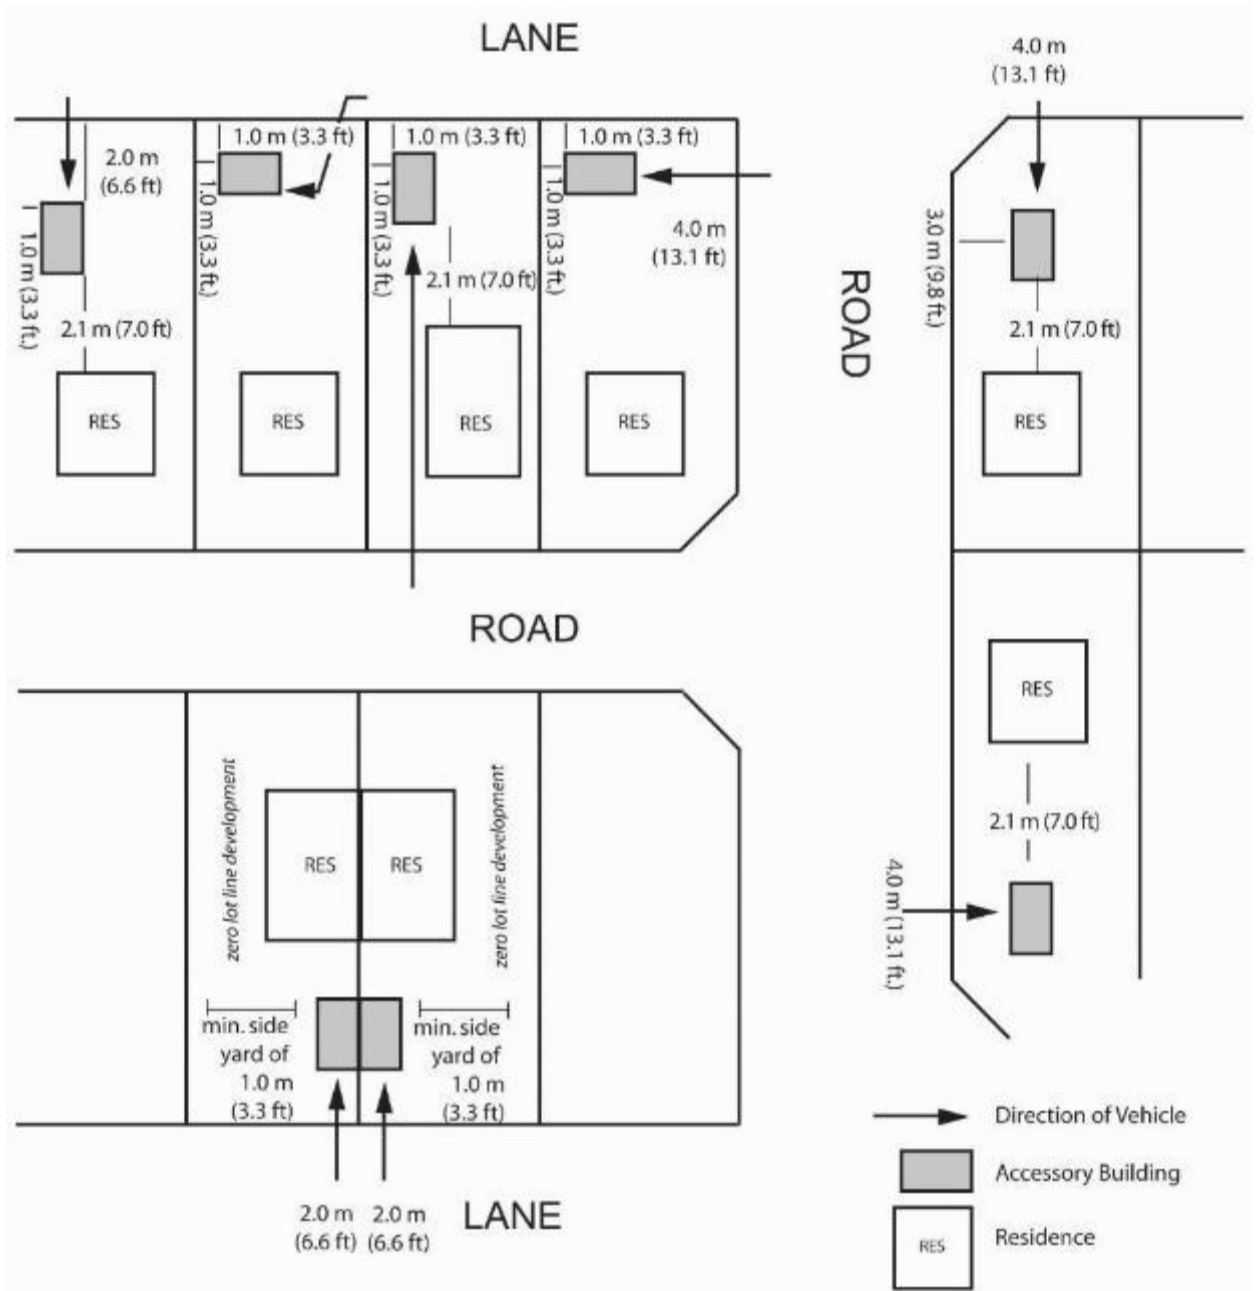 LANE
4.0 m
(13.1 ft)
2.0 m
(6.6 ft)
1.0 m (3.3 ft.)
2.1 m (7.0 ft)
RES
1.0 m (3.3 ft)
1.0 m (3.3 ft.)
RES
1.0 m (3.3 ft)
1.0 m (3.3 ft.)
2.1 m (7.0 ft)
RES
1.0 m (3.3 ft)
1.0 m (3.3 ft.)
4.0 m
(13.1 ft)
RES
ROAD
3.0 m (9.8 ft.)
2.1 m (7.0 ft)
RES
ROAD
zero lot line development
RES
RES
zero lot line development
min. side
yard of
1.0 m
(3.3 ft)
min. side
yard of
1.0 m
(3.3 ft)
2.0 m
(6.6 ft)
2.0 m
(6.6 ft)
LANE
RES
2.1 m (7.0 ft)
4.0 m (13.1 ft.)
Direction of Vehicle
Accessory Building
RES
Residence